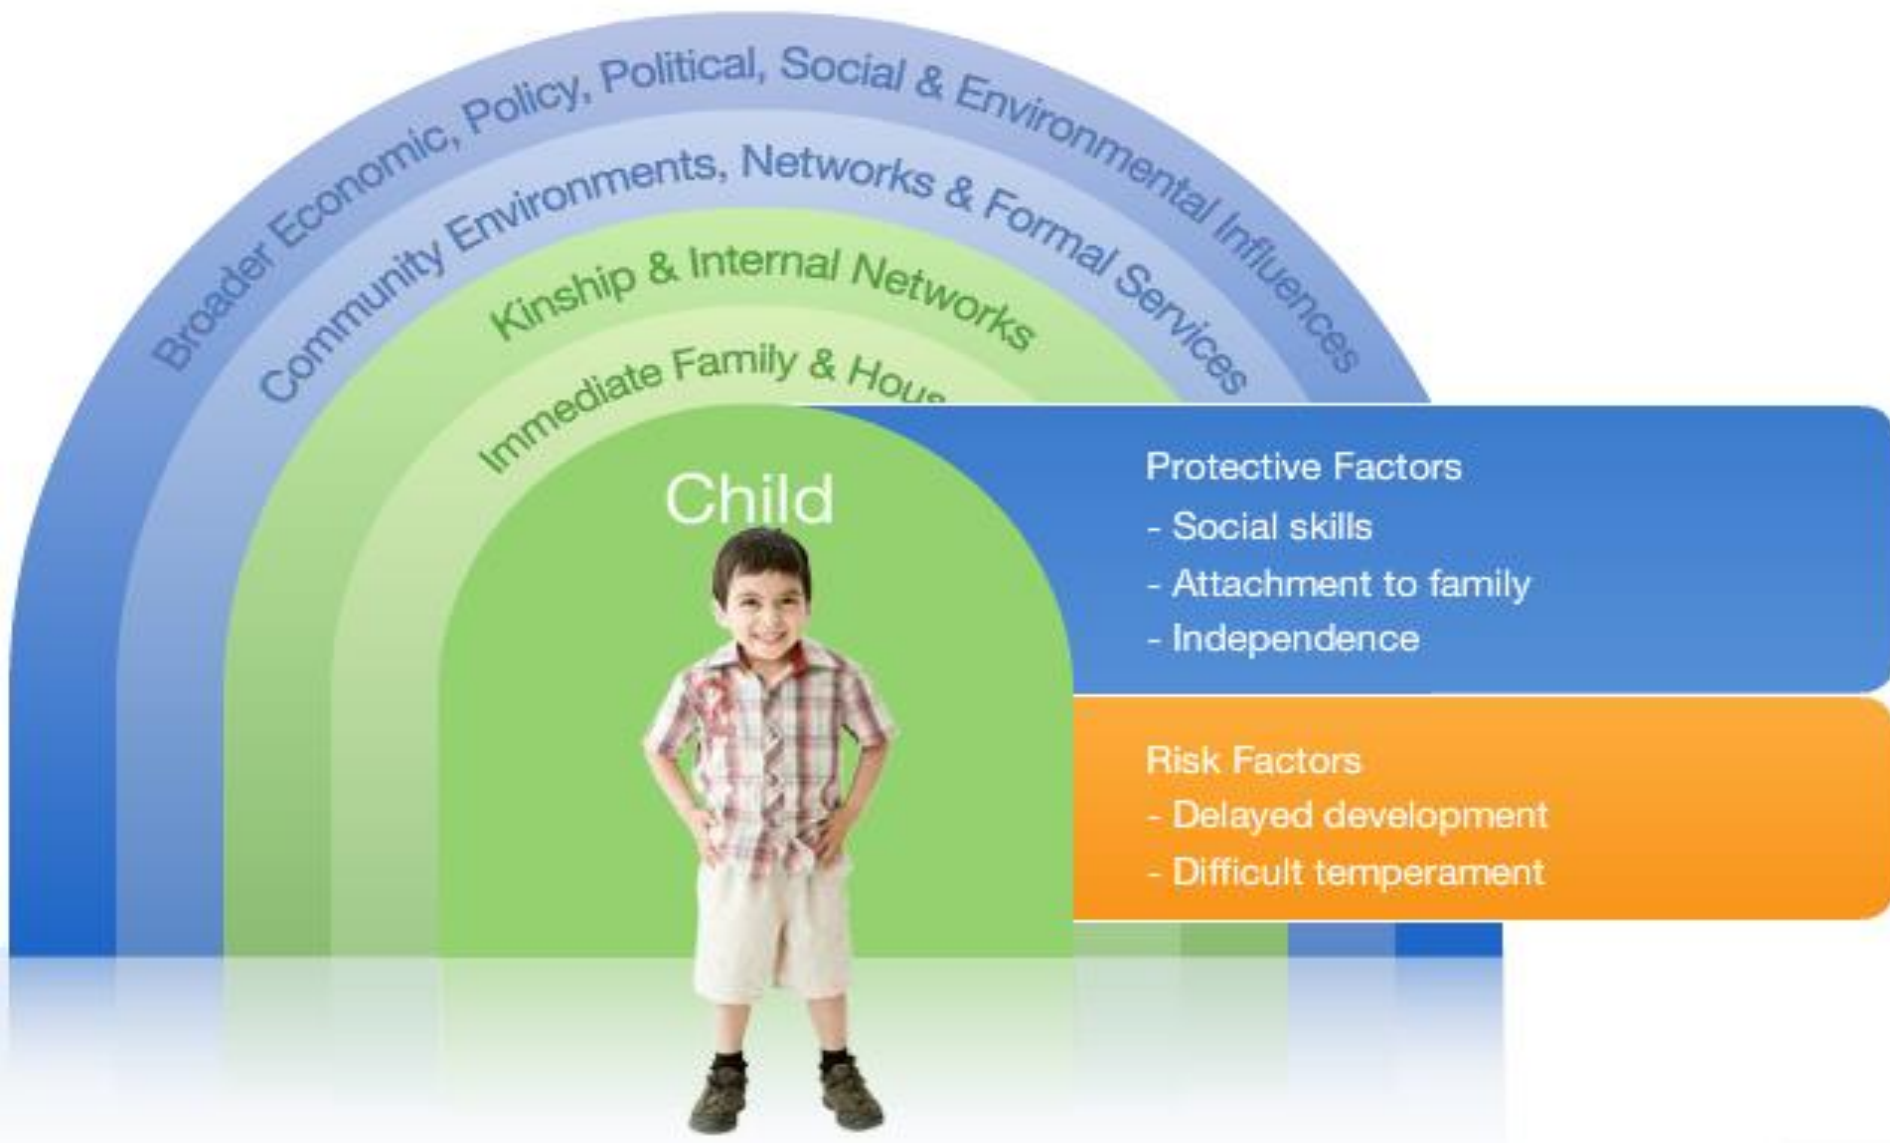 Broader Economic, Policy, Political, Social & Environmental Influences
Community Environments, Networks & Formal Services
Kinship & Internal Networks
Immediate Family &
Child
Protective Factors
- Social skills
- Attachment to family
- Independence
Risk Factors
- Delayed development
- Difficult temperament